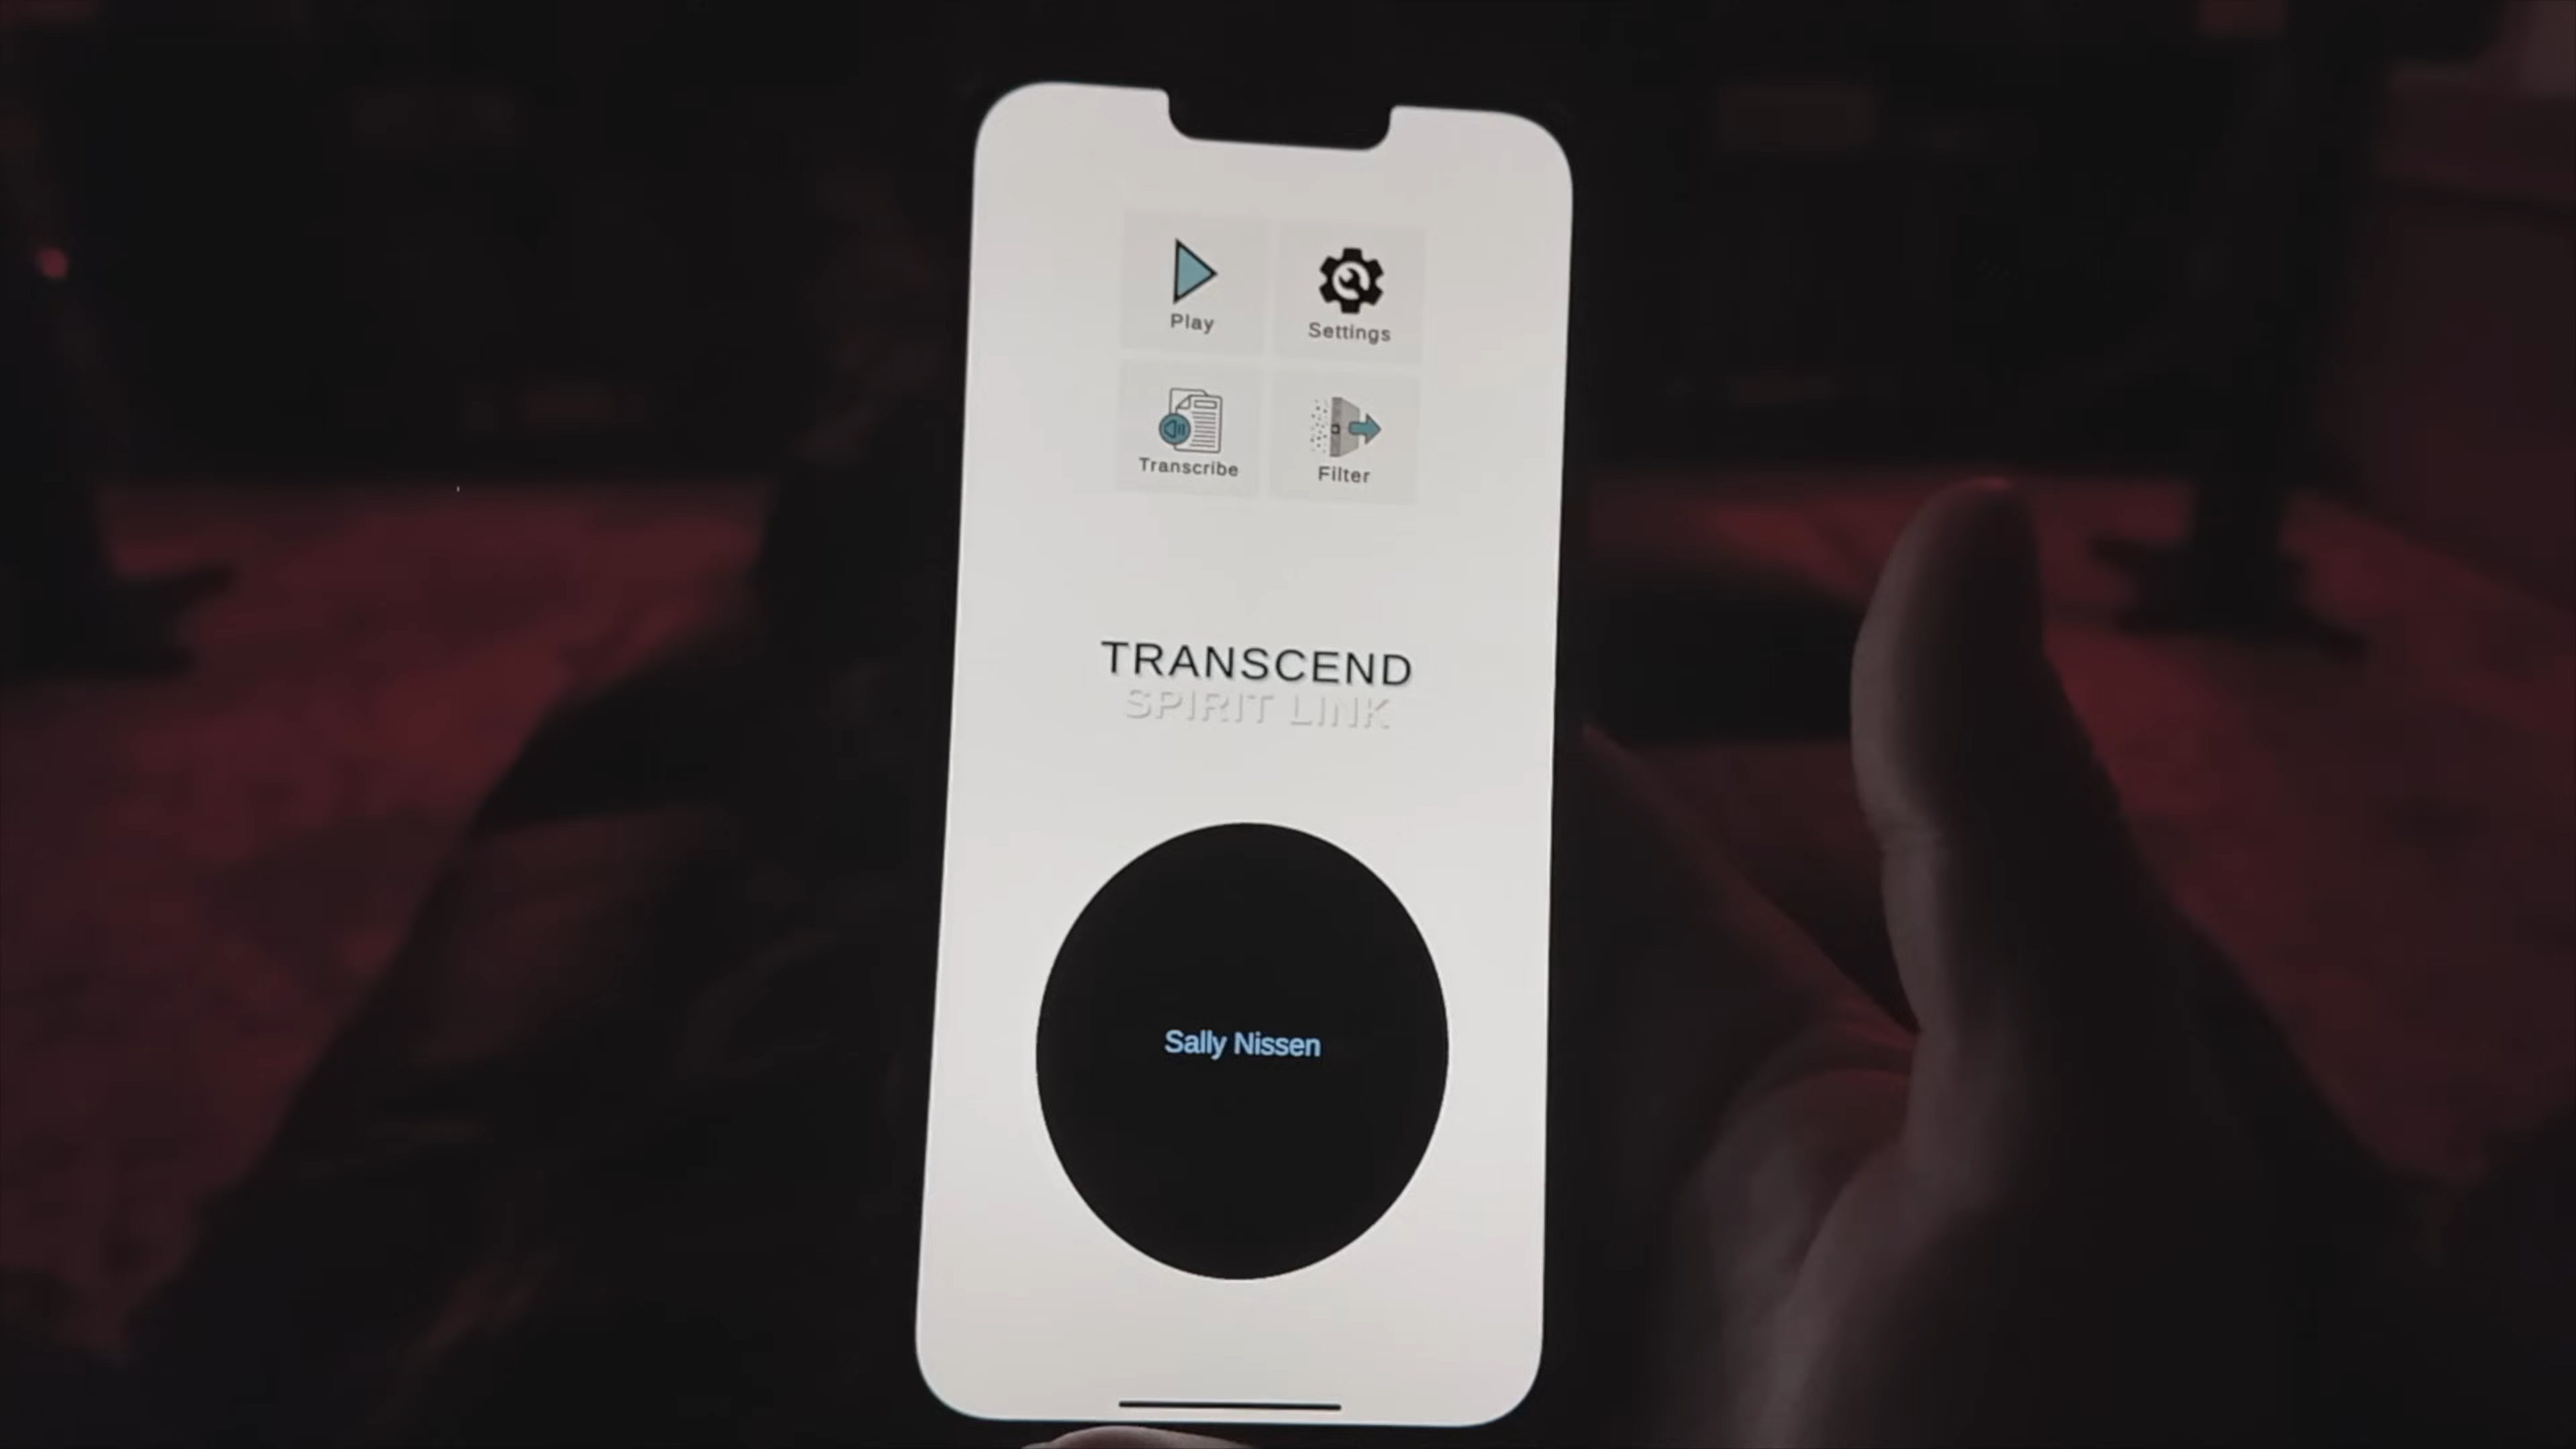 Play
Settings
Transcribe
Filter
TRANSCEND
SPIRIT LINK
Sally Nissen